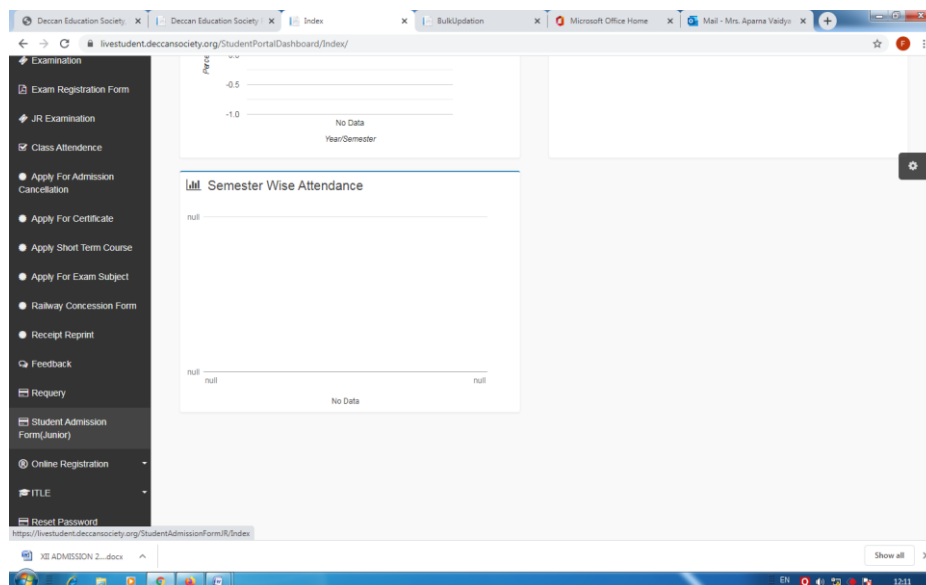 Deccan Education Society
Deccan Education Society
Index
BulkUpdation
Microsoft Office Home
Mail - Mrs. Aparna Vaidya
livestudent.deccansociety.org/StudentPortalDashboard/Index/
F
Examination
Exam Registration Form
JR Examination
Class Attendence
Apply For Admission
Cancellation
Apply For Certificate
Apply Short Term Course
Apply For Exam Subject
Railway Concession Form
Receipt Reprint
Feedback
Requery
Student Admission
Form(Junior)
Online Registration
ITLE
Reset Password
-0.5
-1.0
No Data
Year/Semester
Semester Wise Attendance
null
null
null
null
No Data
https://livestudent.deccansociety.org/StudentAdmissionFormJR/Index
XII ADMISSION 2....docx
Show all
EN
12:11